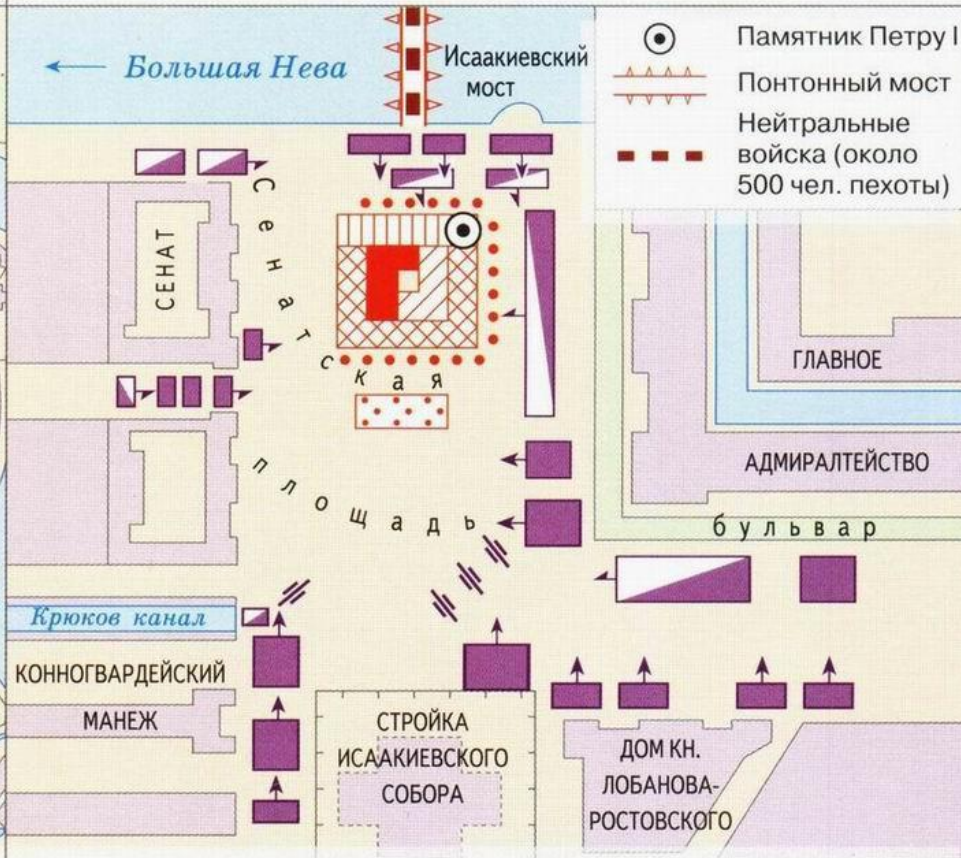 Большая Нева
Исаакиевский
мост
Памятник Петру I
Понтонный мост
Нейтральные
войска (около
500 чел. пехоты)
СЕНАТ
Сенатская
площадь
ГЛАВНОЕ
АДМИРАЛТЕЙСТВО
бульвар
Крюков канал
КОННОГВАРДЕЙСКИЙ
МАНЕЖ
СТРОЙКА
ИСААКИЕВСКОГО
СОБОРА
ДОМ КН.
ЛОБАНОВА-
РОСТОВСКОГО